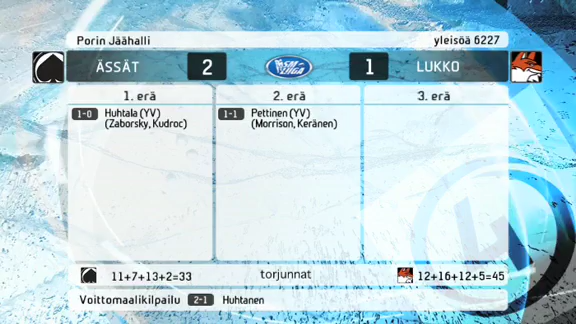 Porin Jäähalli yleisöä 6227
ÄSSÄT 2 SM-LIIGA 1 LUKKO
1. erä 2. erä 3. erä
1-0 Huhtala (YV) 1-1 Pettinen (YV)
(Zaborsky, Kudroc) (Morrison, Keränen)
11+7+13+2=33 torjunnat 12+16+12+5=45
Voittomaalikilpailu 2-1 Huhtanen